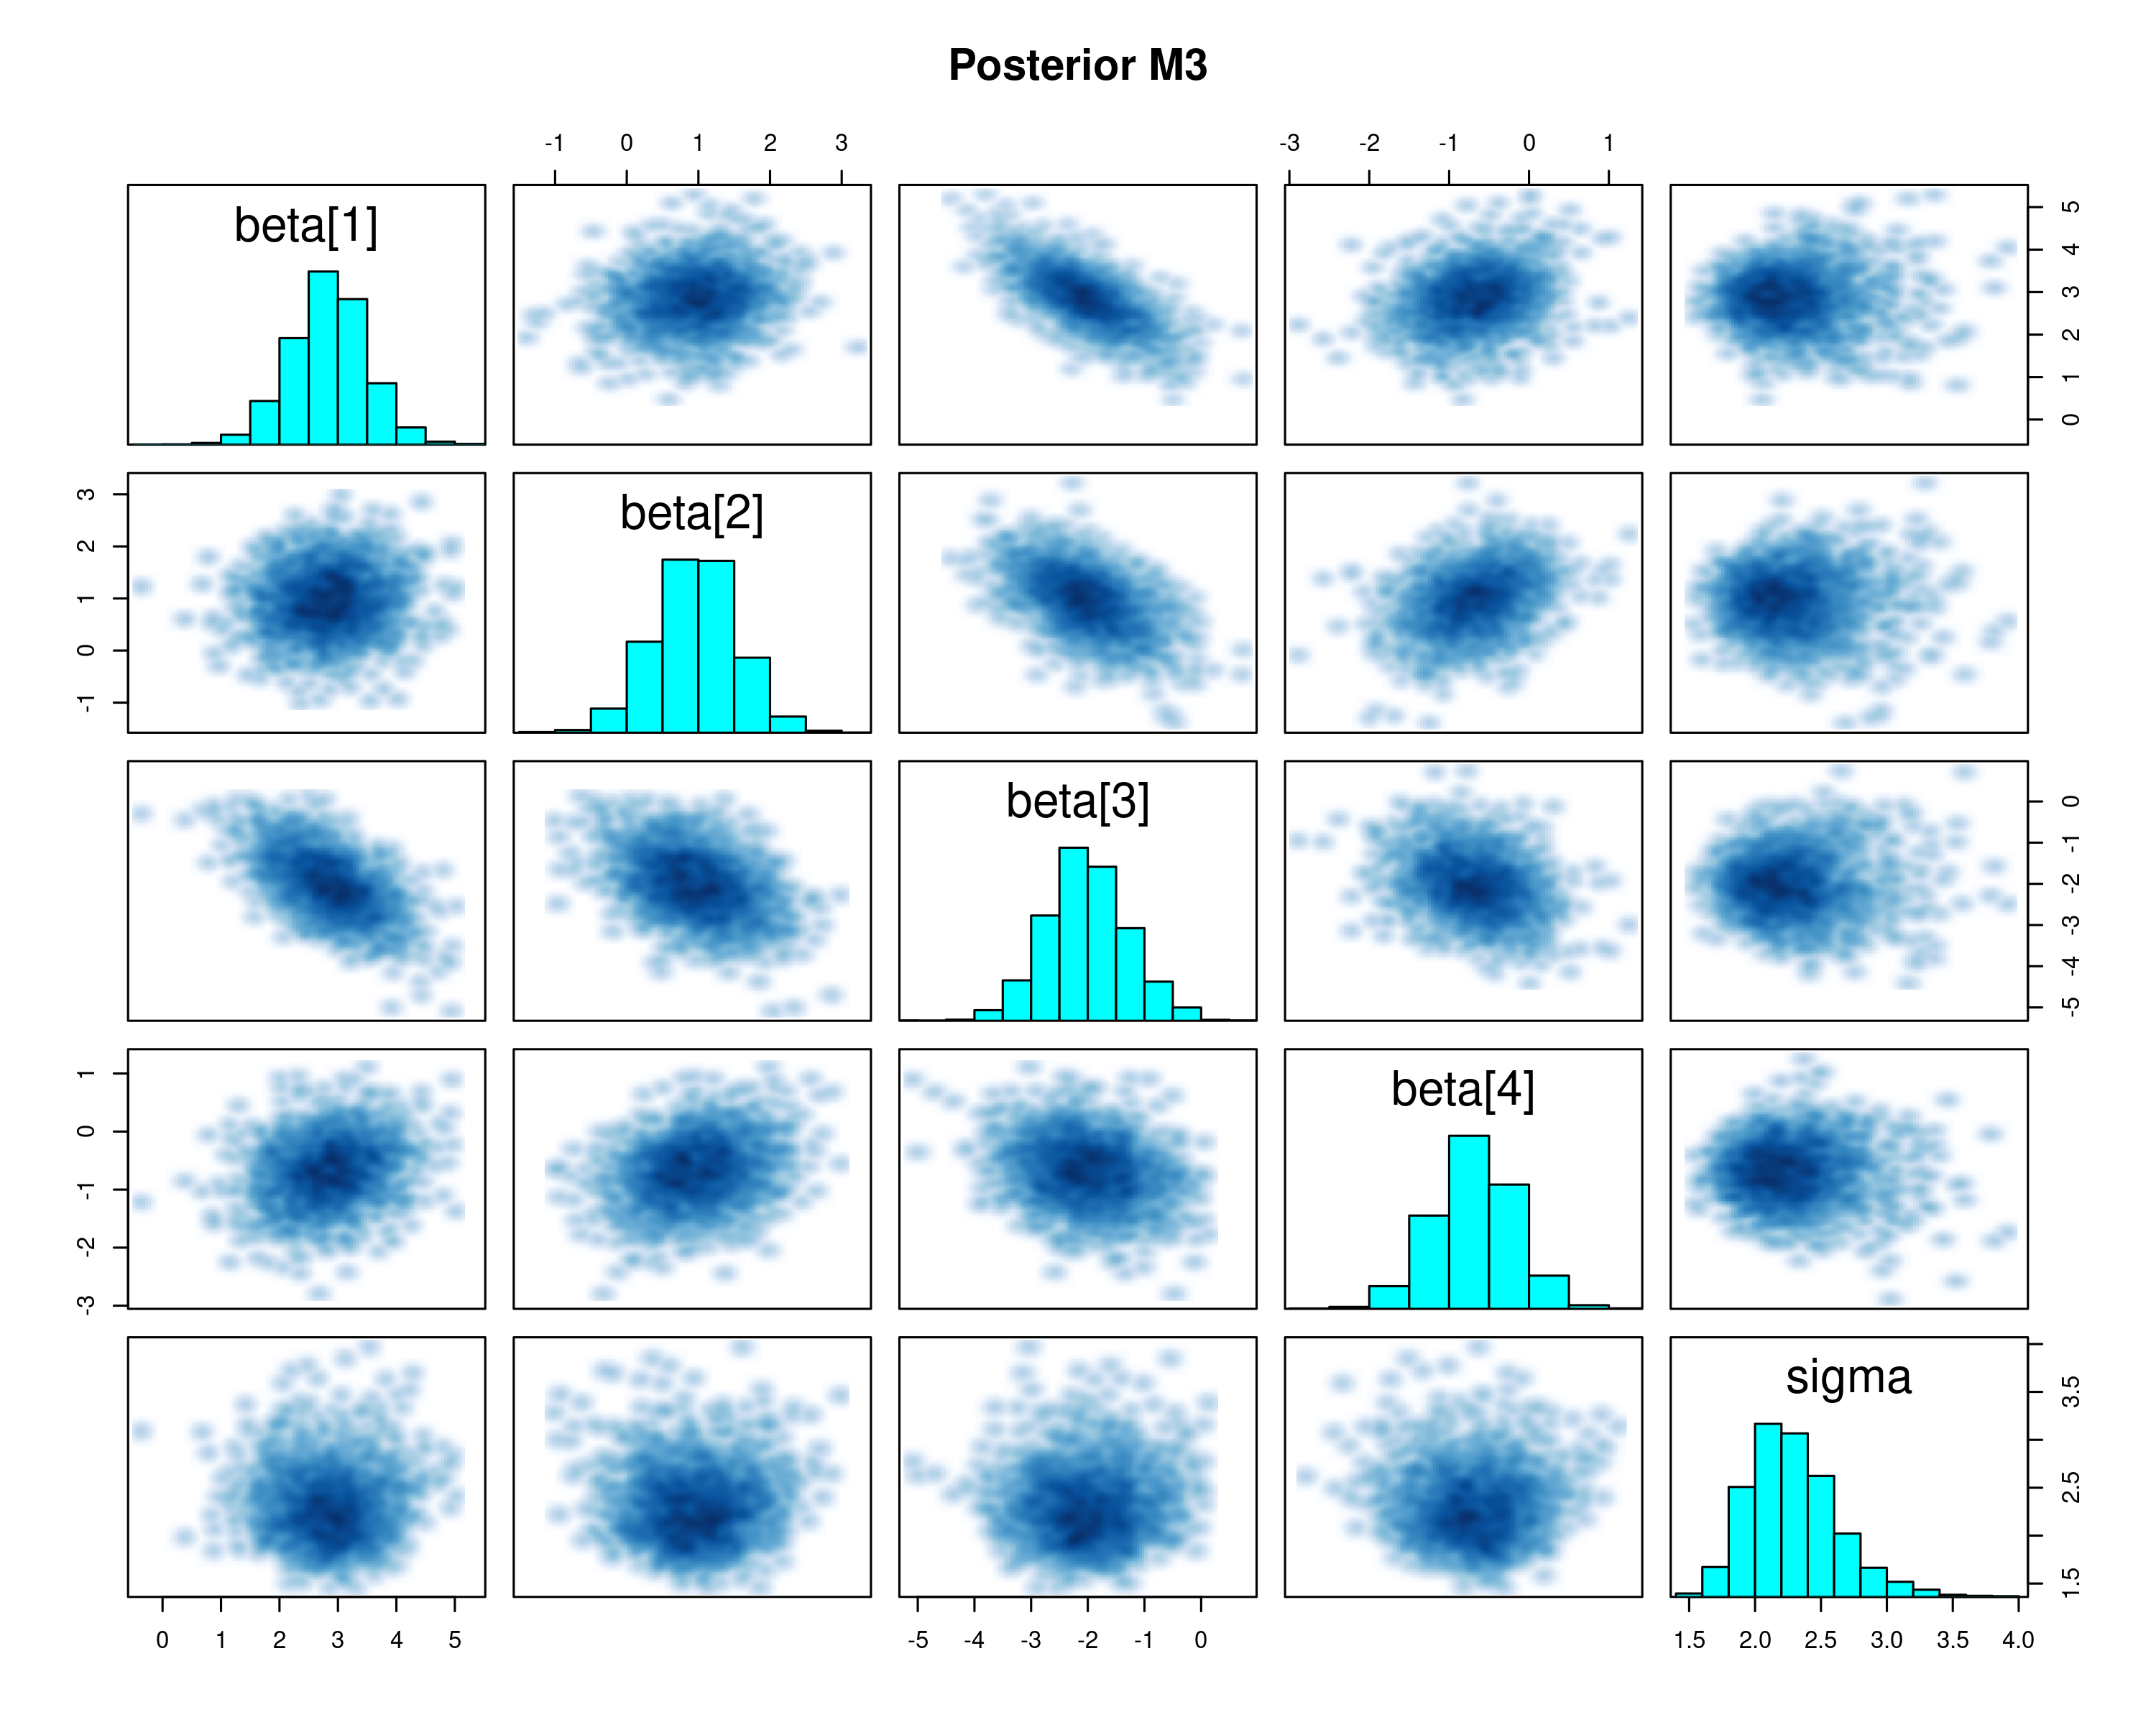 Posterior M3
-1 0 1 2 3
-3 -2 -1 0 1
beta[1]
0 1 2 3 4 5
-1 0 1 2 3
beta[2]
beta[3]
-5 -4 -3 -2 -1 0
-3 -2 -1 0 1
beta[4]
sigma
1.5 2.5 3.5
0 1 2 3 4 5
-5 -4 -3 -2 -1 0
1.5 2.0 2.5 3.0 3.5 4.0